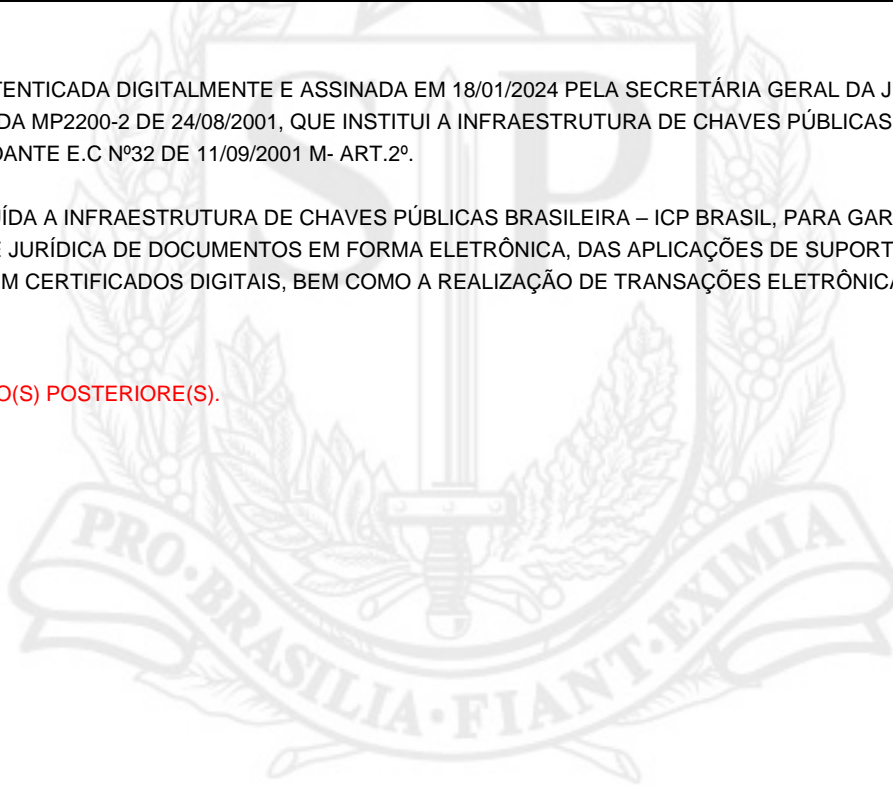 TENTICADA DIGITALMENTE E ASSINADA EM 18/01/2024 PELA SECRETÁRIA GERAL DA J
DA MP2200-2 DE 24/08/2001, QUE INSTITUI A INFRAESTRUTURA DE CHAVES PÚBLICAS
DANTE E.C Nº32 DE 11/09/2001 M- ART.2º.
ÍDA A INFRAESTRUTURA DE CHAVES PÚBLICAS BRASILEIRA – ICP BRASIL, PARA GAR
E JURÍDICA DE DOCUMENTOS EM FORMA ELETRÔNICA, DAS APLICAÇÕES DE SUPORT
M CERTIFICADOS DIGITAIS, BEM COMO A REALIZAÇÃO DE TRANSAÇÕES ELETRÔNICA
O(S) POSTERIORE(S).
SP
PRO·BRASILIA·FIANT·EXIMIA